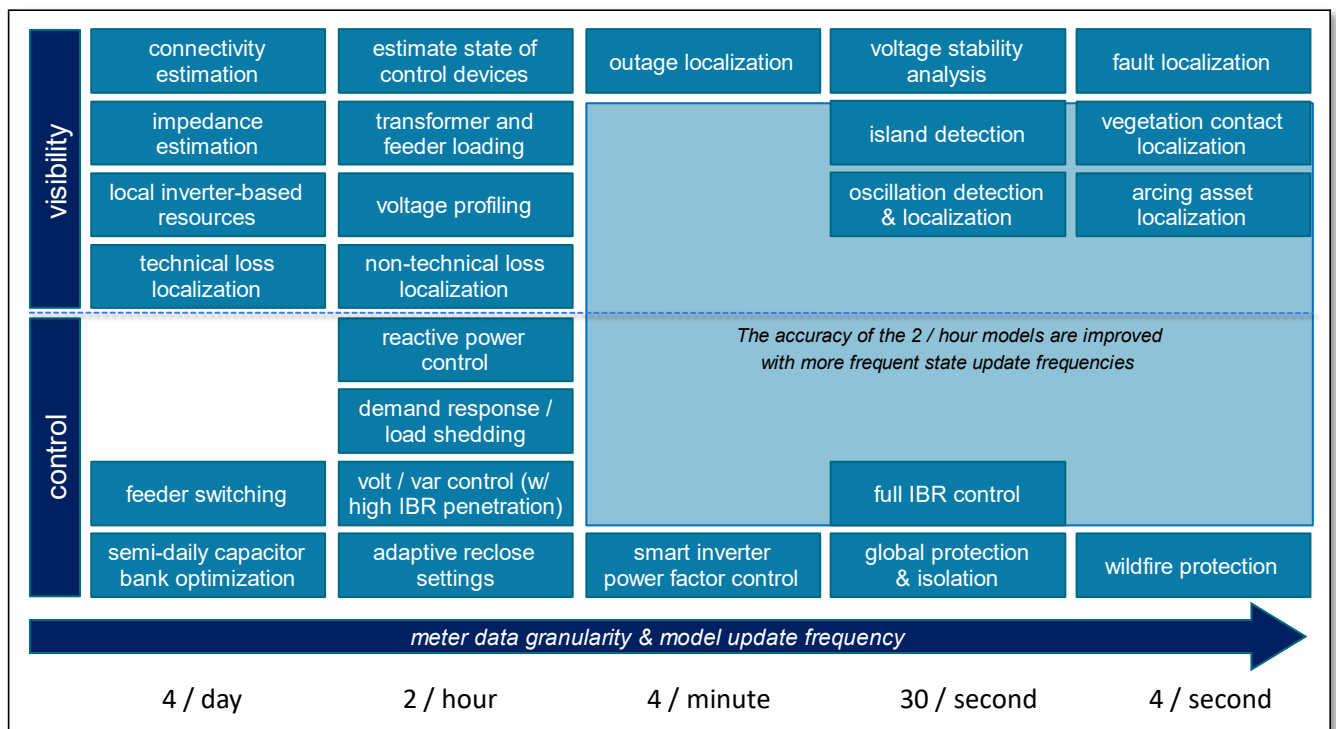 visibility
connectivity
estimation
estimate state of
control devices
outage localization
voltage stability
analysis
fault localization
impedance
estimation
transformer and
feeder loading
island detection
vegetation contact
localization
local inverter-based
resources
voltage profiling
oscillation detection
& localization
arcing asset
localization
technical loss
localization
non-technical loss
localization
control
reactive power
control
The accuracy of the 2 / hour models are improved
with more frequent state update frequencies
demand response /
load shedding
feeder switching
volt / var control (w/
high IBR penetration)
full IBR control
semi-daily capacitor
bank optimization
adaptive reclose
settings
smart inverter
power factor control
global protection
& isolation
wildfire protection
meter data granularity & model update frequency
4 / day
2 / hour
4 / minute
30 / second
4 / second